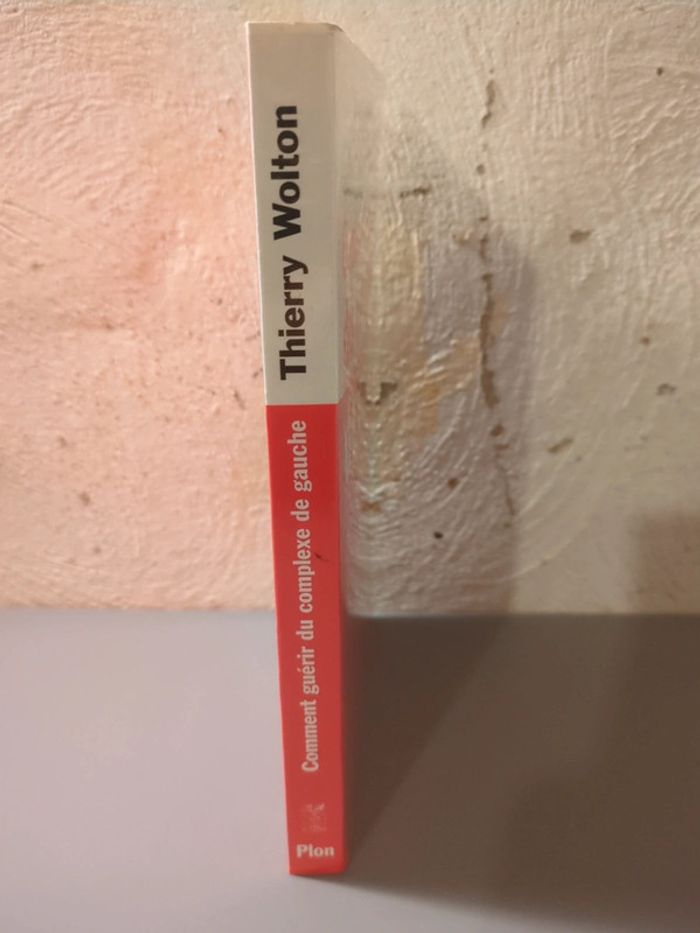 Thierry Wolton
Comment guérir du complexe de gauche
Plon